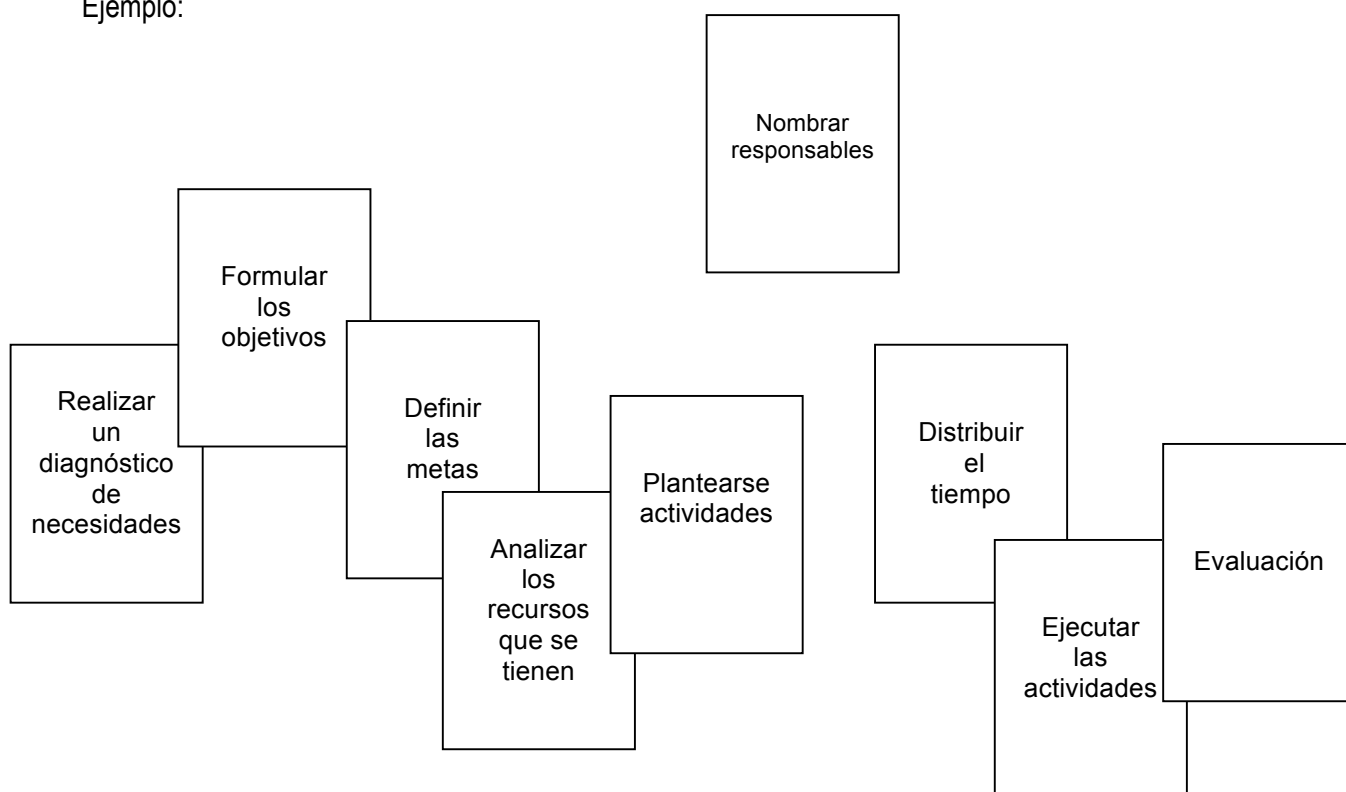 Ejemplo:
Nombrar
responsables
Formular
los
objetivos
Realizar
un
diagnóstico
de
necesidades
Definir
las
metas
Analizar
los
recursos
que se
tienen
Plantearse
actividades
Distribuir
el
tiempo
Ejecutar
las
actividades
Evaluación